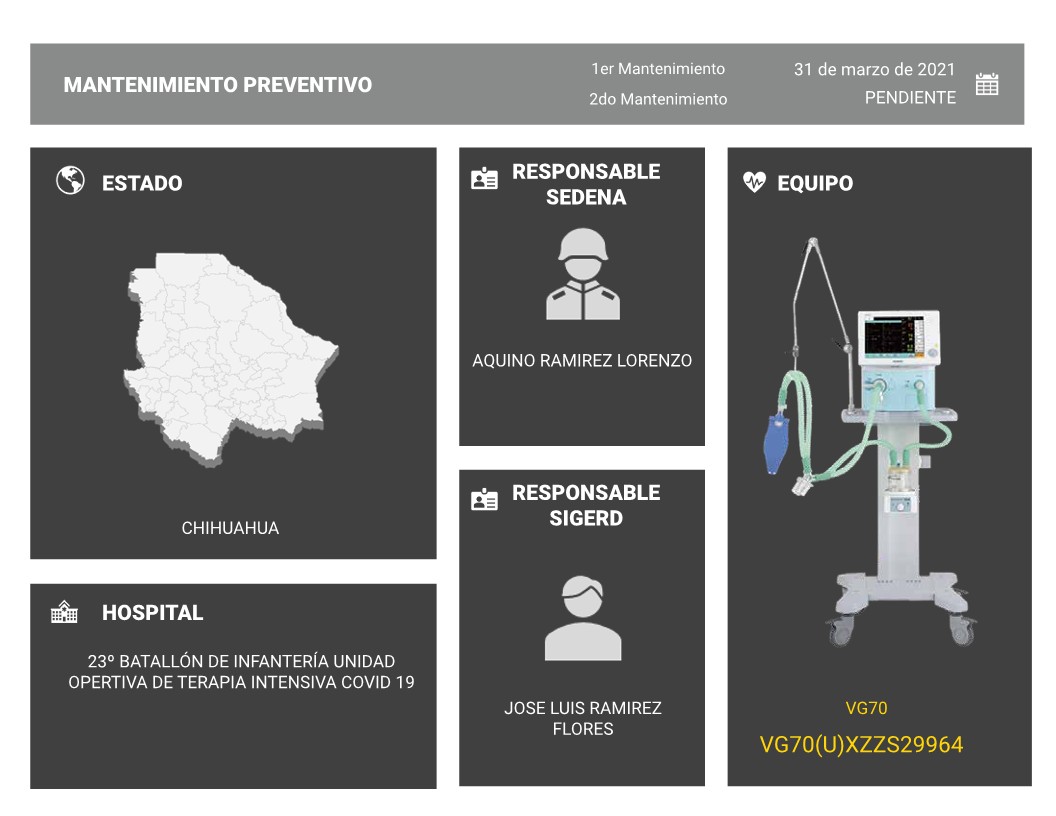 MANTENIMIENTO PREVENTIVO
1er Mantenimiento
31 de marzo de 2021
2do Mantenimiento
PENDIENTE
ESTADO
CHIHUAHUA
HOSPITAL
23º BATALLÓN DE INFANTERÍA UNIDAD
OPERTIVA DE TERAPIA INTENSIVA COVID 19
RESPONSABLE
SEDENA
AQUINO RAMIREZ LORENZO
RESPONSABLE
SIGERD
JOSE LUIS RAMIREZ
FLORES
EQUIPO
VG70
VG70(U)XZZS29964